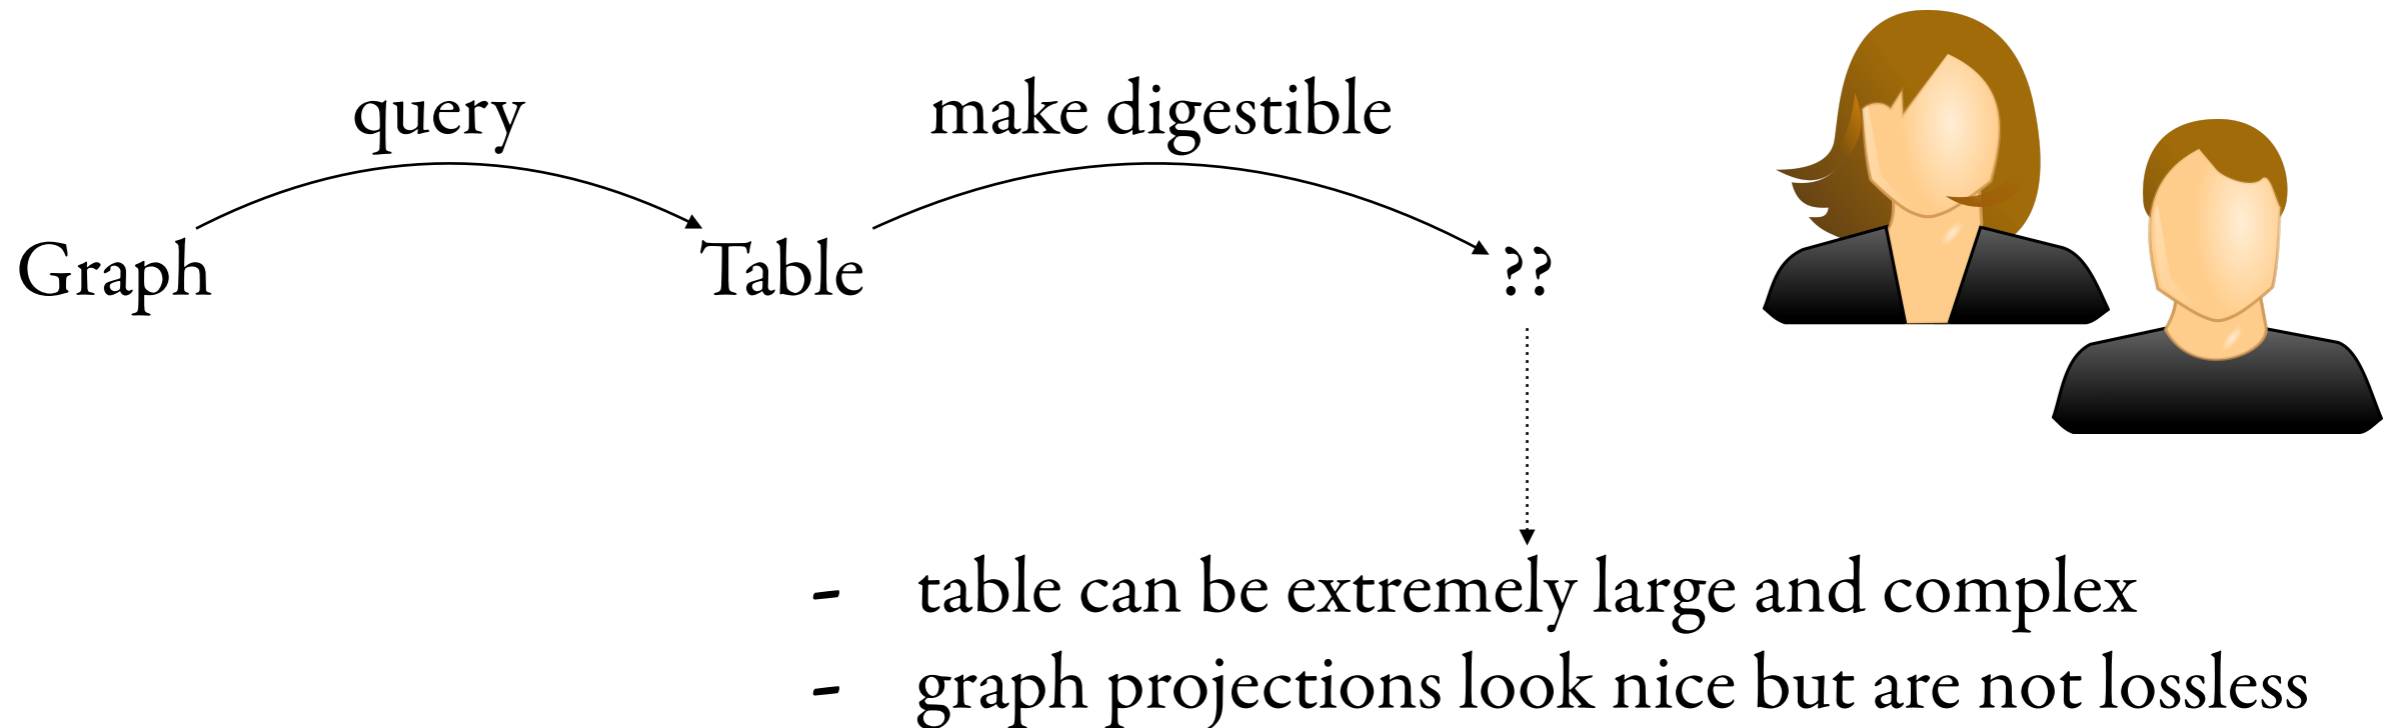 query
make digestible
Graph
Table
??
- table can be extremely large and complex
- graph projections look nice but are not lossless